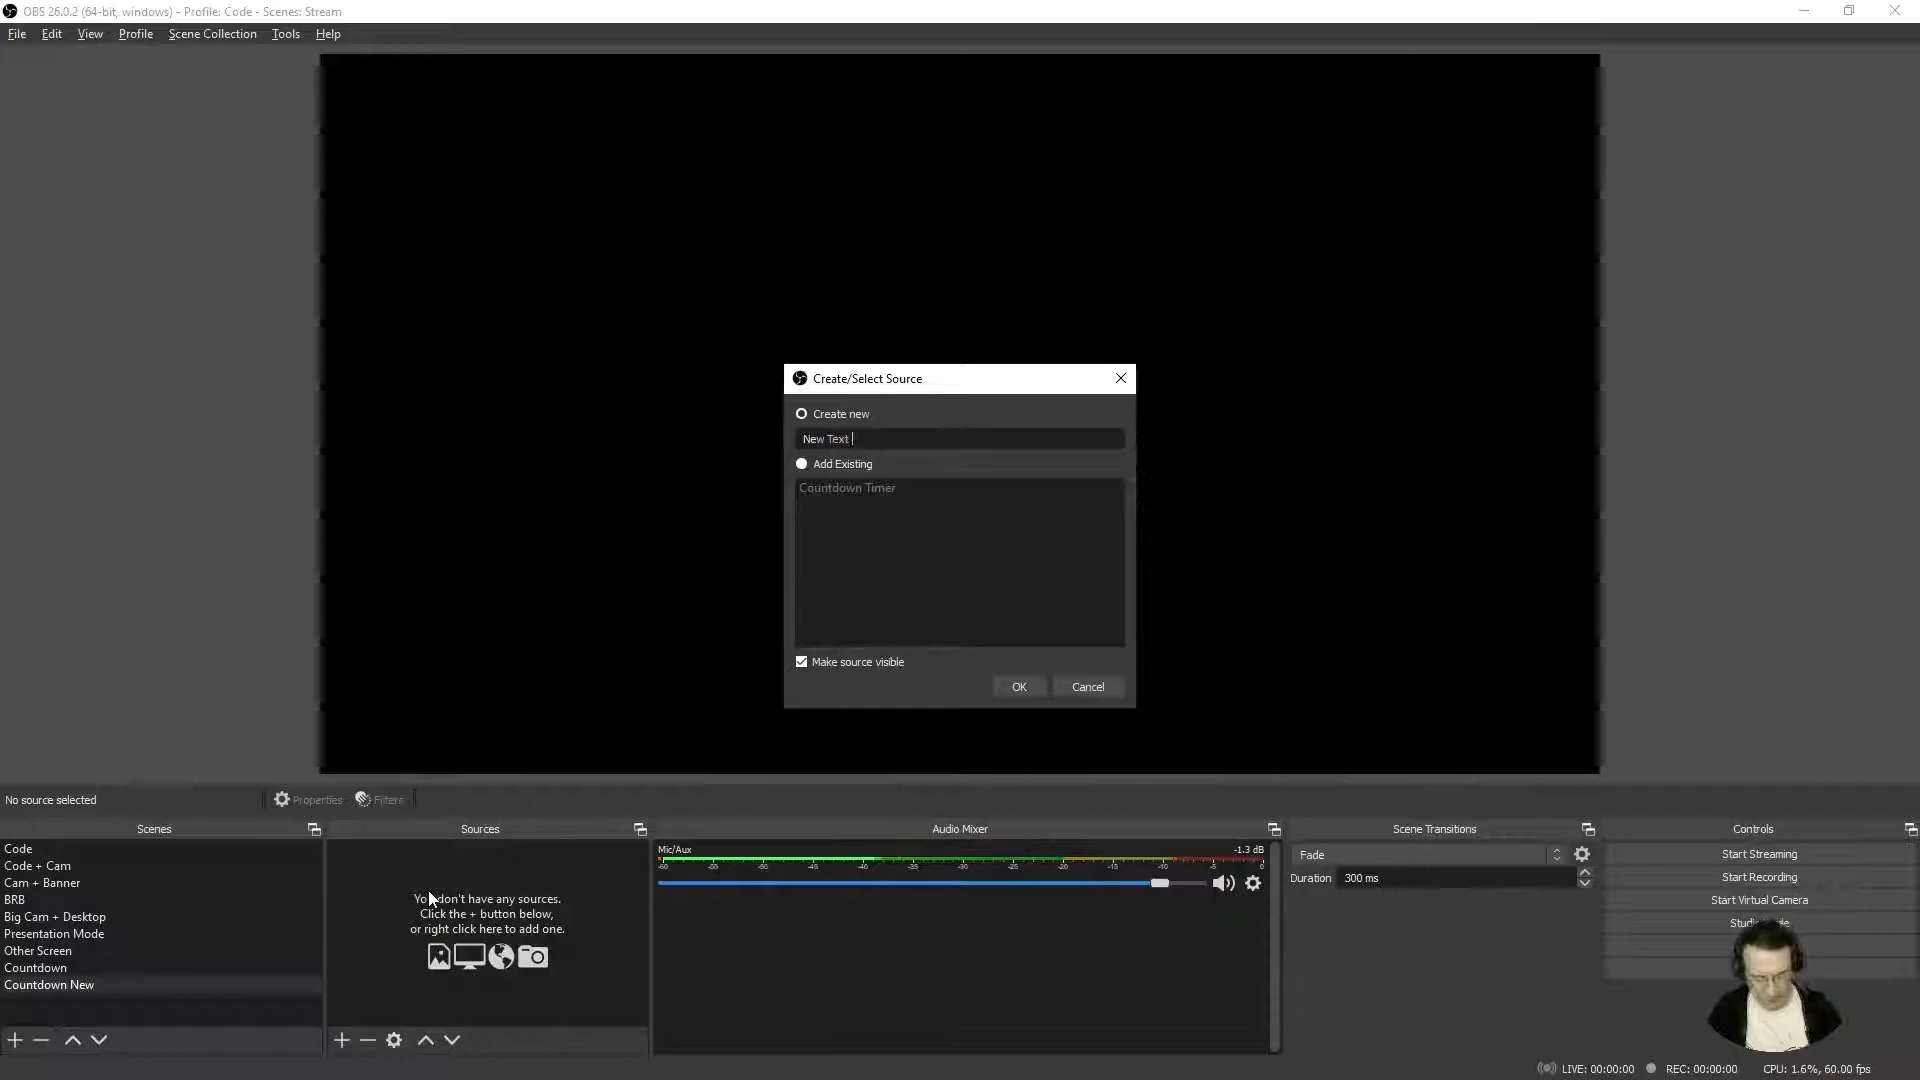 OBS 26.0.2 (64-bit, windows) - Profile: Code - Scenes: Stream
File Edit View Profile Scene Collection Tools Help
Create/Select Source
Create new
New Text
Add Existing
Countdown Timer
Make source visible
OK Cancel
No source selected
Properties Filters
Scenes
Code
Code + Cam
Cam + Banner
BRB
Big Cam + Desktop
Presentation Mode
Other Screen
Countdown
Countdown New
Sources
don't have any sources.
Click the + button below,
or right click here to add one.
Audio Mixer
Mic/Aux -1.3 dB
Scene Transitions
Fade
Duration 300 ms
Controls
Start Streaming
Start Recording
Start Virtual Camera
LIVE: 00:00:00 REC: 00:00:00 CPU: 1.6%, 60.00 fps